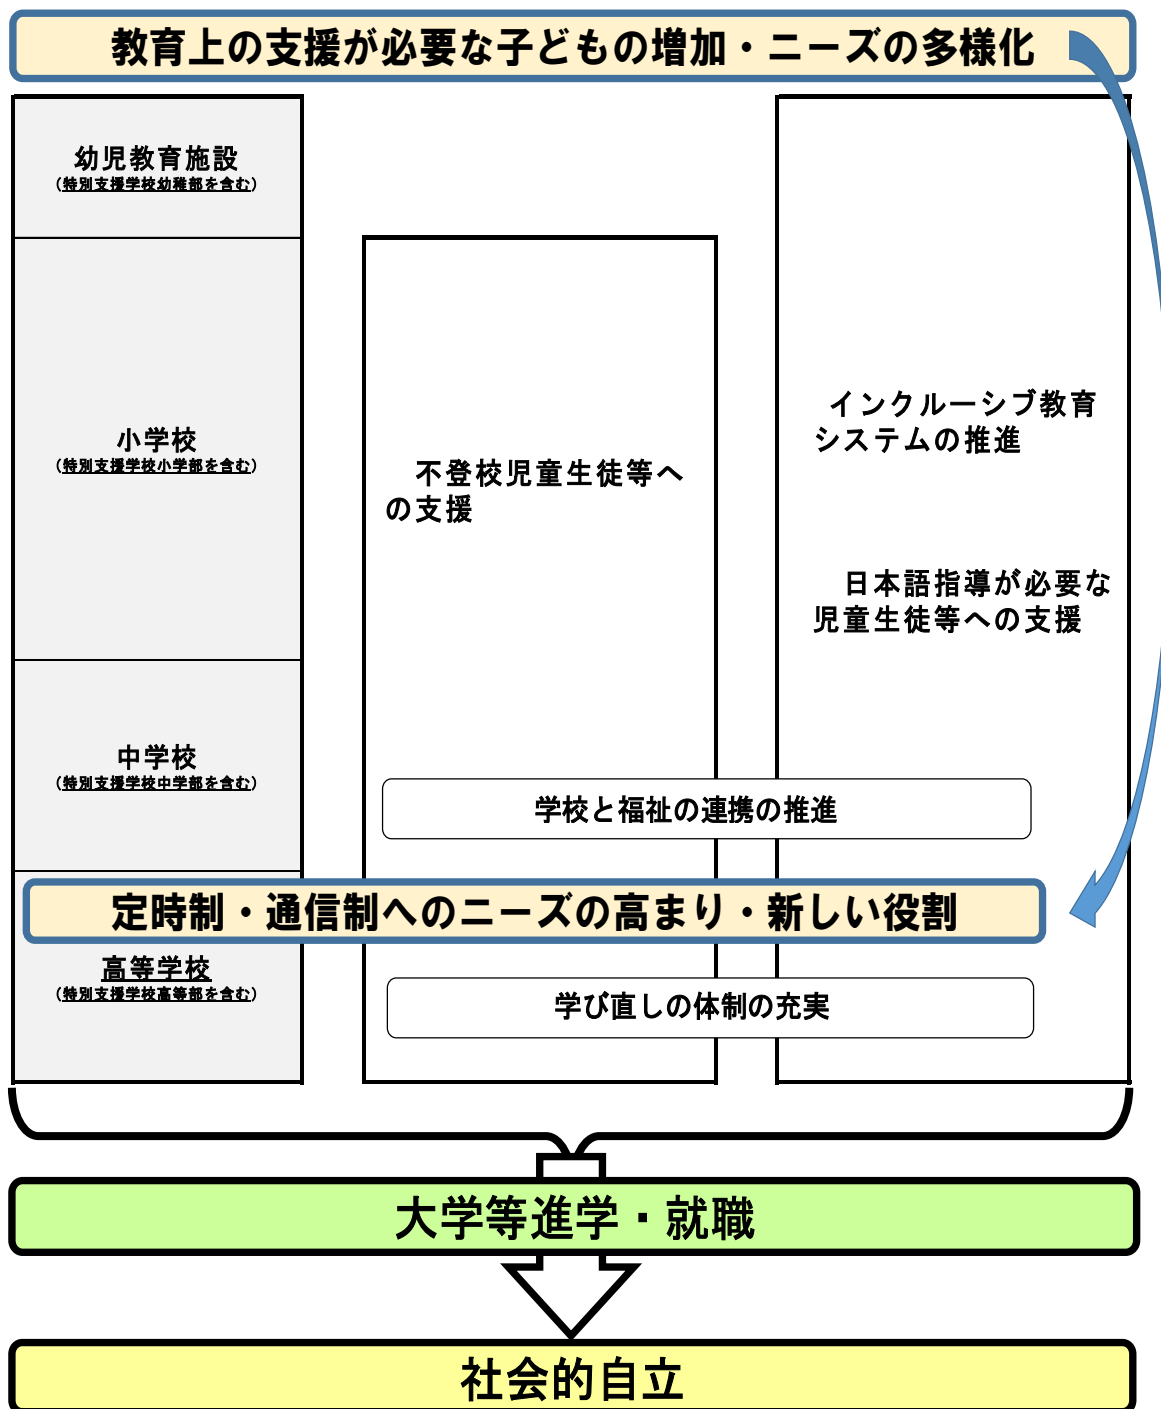 教育上の支援が必要な子どもの増加・ニーズの多様化
幼児教育施設
(特別支援学校幼稚部を含む)
小学校
(特別支援学校小学部を含む)
中学校
(特別支援学校中学部を含む)
不登校児童生徒等へ
の支援
インクルーシブ教育
システムの推進
日本語指導が必要な
児童生徒等への支援
学校と福祉の連携の推進
定時制・通信制へのニーズの高まり・新しい役割
高等学校
(特別支援学校高等部を含む)
学び直しの体制の充実
大学等進学・就職
社会的自立